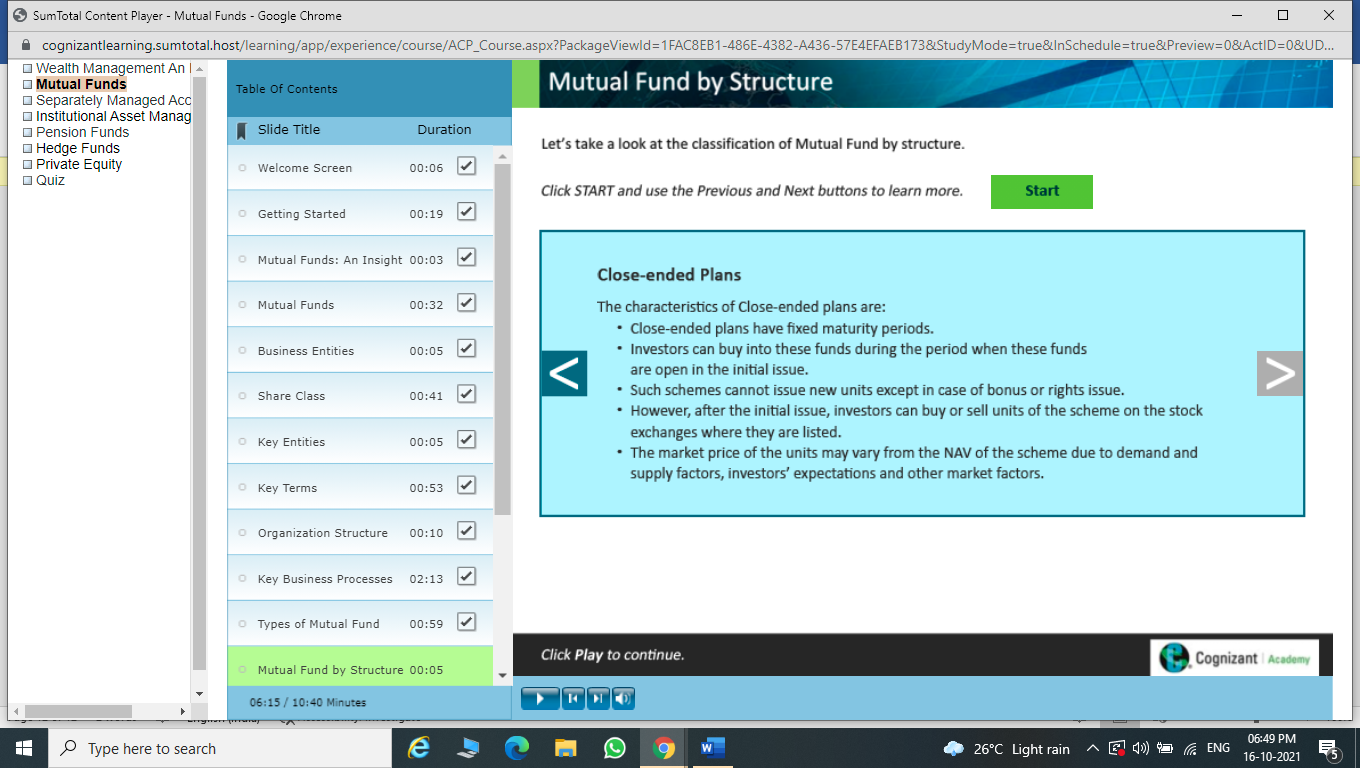 SumTotal Content Player - Mutual Funds - Google Chrome
cognizantlearning.sumtotal.host/learning/app/experience/course/ACP_Course.aspx?PackageViewId=1FAC8EB1-486E-4382-A436-57E4EFAEB173&StudyMode=true&InSchedule=true&Preview=0&ActID=0&UD...
Wealth Management An I
Mutual Funds
Separately Managed Acc
Institutional Asset Manag
Pension Funds
Hedge Funds
Private Equity
Quiz
Table Of Contents
Slide Title Duration
Welcome Screen 00:06
Getting Started 00:19
Mutual Funds: An Insight 00:03
Mutual Funds 00:32
Business Entities 00:05
Share Class 00:41
Key Entities 00:05
Key Terms 00:53
Organization Structure 00:10
Key Business Processes 02:13
Types of Mutual Fund 00:59
Mutual Fund by Structure 00:05
06:15 / 10:40 Minutes
Mutual Fund by Structure
Let's take a look at the classification of Mutual Fund by structure.
Click START and use the Previous and Next buttons to learn more.
Start
Close-ended Plans
The characteristics of Close-ended plans are:
• Close-ended plans have fixed maturity periods.
• Investors can buy into these funds during the period when these funds
are open in the initial issue.
• Such schemes cannot issue new units except in case of bonus or rights issue.
• However, after the initial issue, investors can buy or sell units of the scheme on the stock
exchanges where they are listed.
• The market price of the units may vary from the NAV of the scheme due to demand and
supply factors, investors' expectations and other market factors.
< >
Click Play to continue.
Cognizant | Academy
Type here to search
26°C Light rain
ENG
06:49 PM
16-10-2021
5